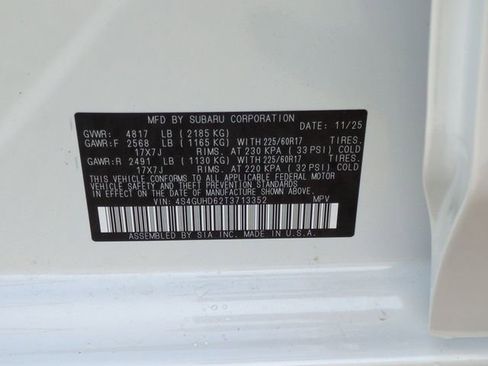 MFD BY SUBARU CORPORATION DATE: 11/25
GVWR: 4817 LB (2185 KG)
GAWR:F 2568 LB (1165 KG) WITH 225/60R17 TIRES.
17X7J RIMS. AT 230 KPA (33 PSI) COLD
GAWR:R 2491 LB (1130 KG) WITH 225/60R17 TIRES.
17X7J RIMS. AT 220 KPA (32 PSI) COLD
THIS VEHICLE CONFORMS TO ALL APPLICABLE FEDERAL MOTOR
VEHICLE SAFETY STANDARDS IN EFFECT ON THE DATE OF
MANUFACTURE SHOWN ABOVE.
VIN: 4S4GUHD62T3713352 MPV
ASSEMBLED BY SIA INC. MADE IN U.S.A.